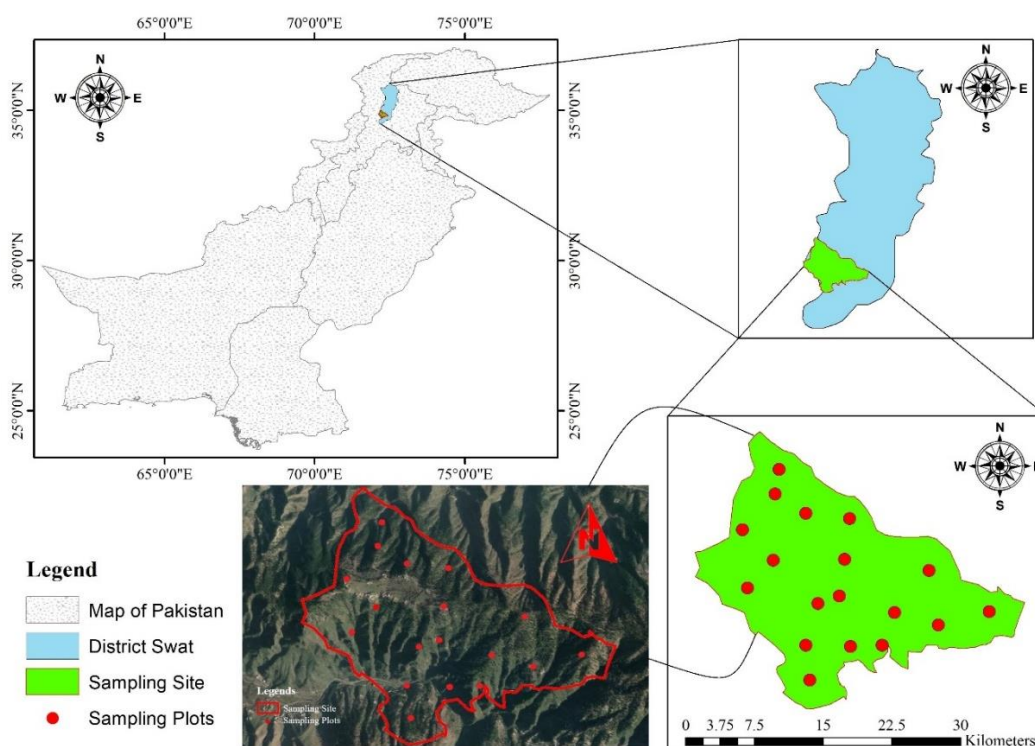 65°0'0"E 70°0'0"E 75°0'0"E
N
W E
S
35°0'0"N
30°0'0"N
25°0'0"N
35°0'0"N
30°0'0"N
25°0'0"N
65°0'0"E 70°0'0"E 75°0'0"E
N
W E
S
N
W E
S
N
Legends
Sampling Site
Sampling Plots
Legend
Map of Pakistan
District Swat
Sampling Site
Sampling Plots
0 3.75 7.5 15 22.5 30
Kilometers